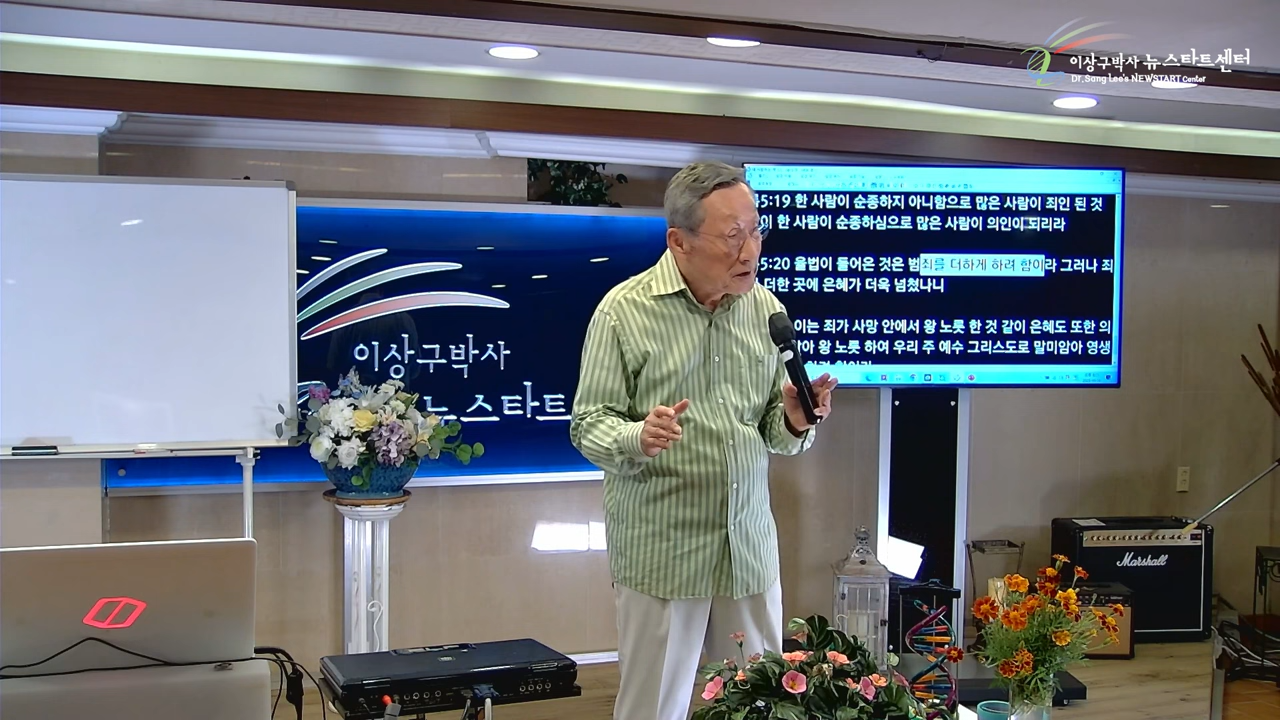 이상구박사 뉴스타트센터
Dr. Sang Lee's NEWSTART Center
5:19 한 사람이 순종하지 아니함으로 많은 사람이 죄인 된 것
이 한 사람이 순종하심으로 많은 사람이 의인이 되리라
5:20 율법이 들어온 것은 범죄를 더하게 하려 함이라 그러나 죄
더한 곳에 은혜가 더욱 넘쳤나니
이는 죄가 사망 안에서 왕 노릇 한 것 같이 은혜도 또한 의
왕 노릇 하여 우리 주 예수 그리스도로 말미암아 영생
이상구박사
뉴스타트
Marshall